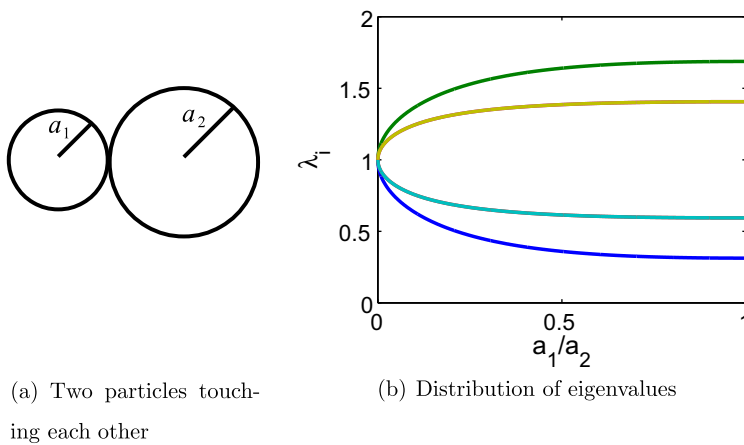 a₁
a₂
2
1.5
1
0.5
0
λᵢ
0
0.5
1
a₁/a₂
(a) Two particles touch-
ing each other
(b) Distribution of eigenvalues